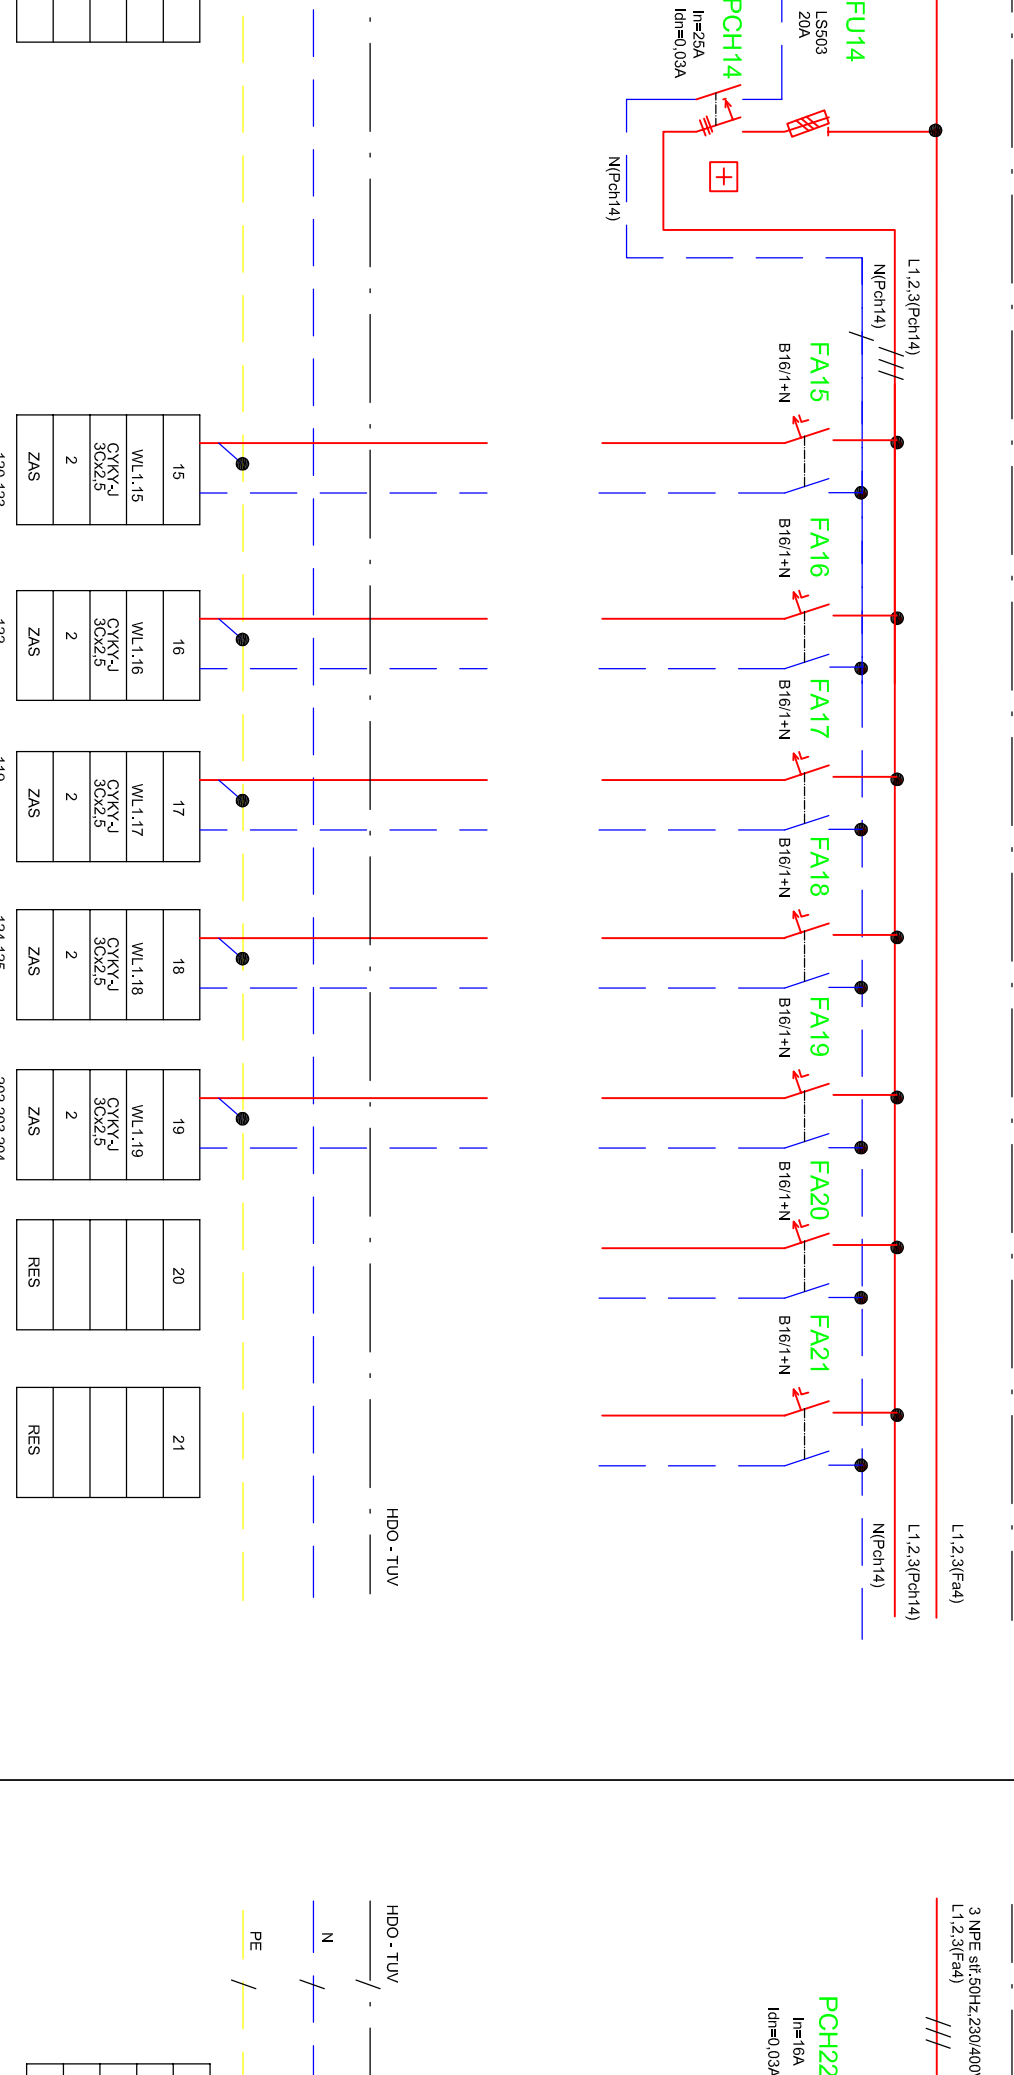 FU14
LS503
20A
PCH14
In=25A
Idn=0,03A
N(Pch14)
L1,2,3(Pch14)
N(Pch14)
FA15
B16/1+N
FA16
B16/1+N
FA17
B16/1+N
FA18
B16/1+N
FA19
B16/1+N
FA20
B16/1+N
FA21
B16/1+N
L1,2,3(Fa4)
L1,2,3(Pch14)
N(Pch14)
HDO - TUV
15
WL1.15
CYKY-J
3Cx2,5
2
ZAS
16
WL1.16
CYKY-J
3Cx2,5
2
ZAS
17
WL1.17
CYKY-J
3Cx2,5
2
ZAS
18
WL1.18
CYKY-J
3Cx2,5
2
ZAS
19
WL1.19
CYKY-J
3Cx2,5
2
ZAS
20
RES
21
RES
3 NPE stř.50Hz,230/400V
L1,2,3(Fa4)
PCH22
In=16A
Idn=0,03A
HDO - TUV
N
PE